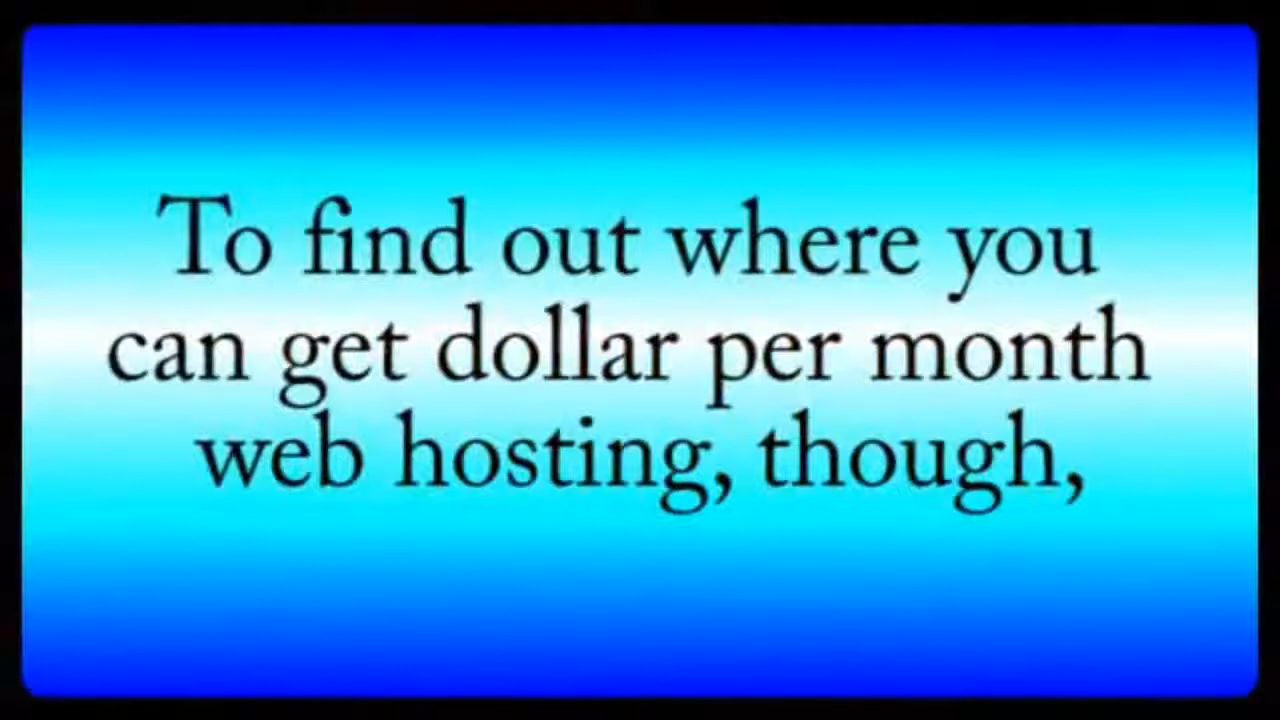 To find out where you
can get dollar per month
web hosting, though,